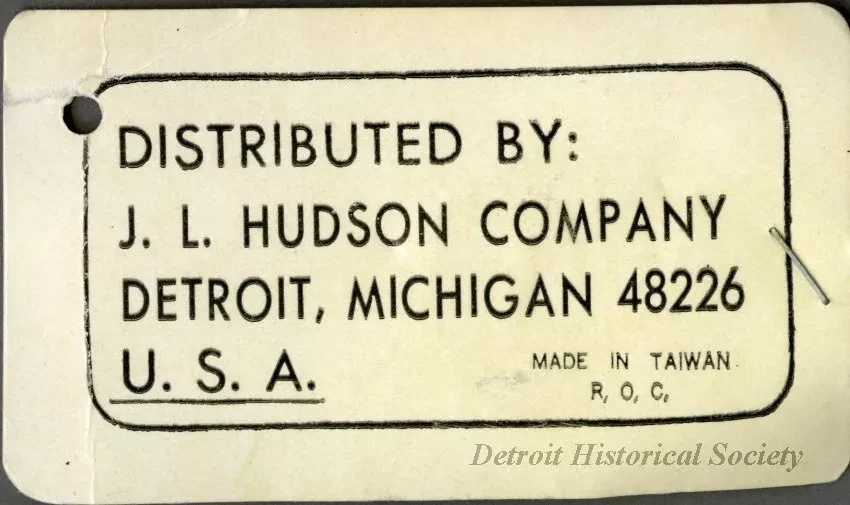 DISTRIBUTED BY:
J. L. HUDSON COMPANY
DETROIT, MICHIGAN 48226
U. S. A.
MADE IN TAIWAN
R. O. C.
Detroit Historical Society